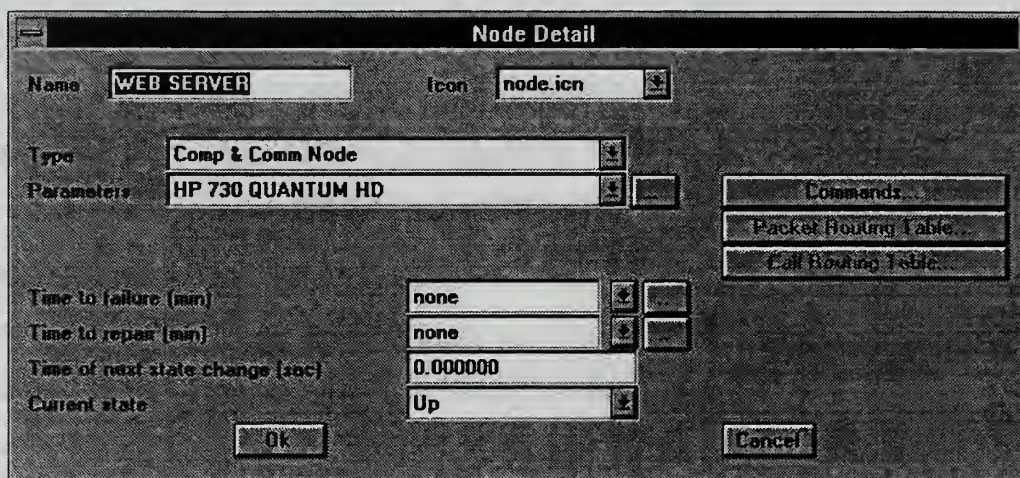 Node Detail
Name WEB SERVER Icon node.icn
Type Comp & Comm Node
Parameters HP 730 QUANTUM HD ...
Commands...
Packet Routing Table...
Call Routing Table...
Time to failure (min) none ...
Time to repair (min) none ...
Time of next state change (sec) 0.000000
Current state Up
Ok Cancel